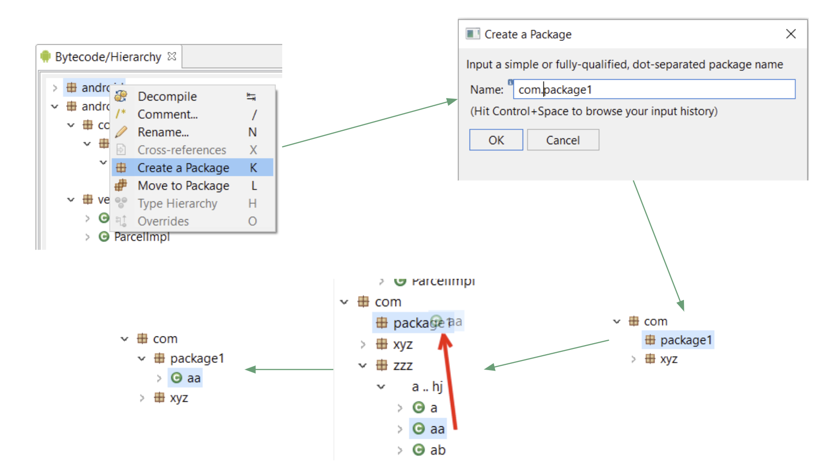 Bytecode/Hierarchy
android
Decompile
Comment... /
Rename... N
Cross-references X
Create a Package K
Move to Package L
Type Hierarchy H
Overrides O
ParcelImpl
Create a Package
Input a simple or fully-qualified, dot-separated package name
Name: com.package1
(Hit Control+Space to browse your input history)
OK Cancel
com
package1
xyz
ParcelImpl
com
package1 aa
xyz
zzz
a .. hj
a
aa
ab
com
package1
aa
xyz